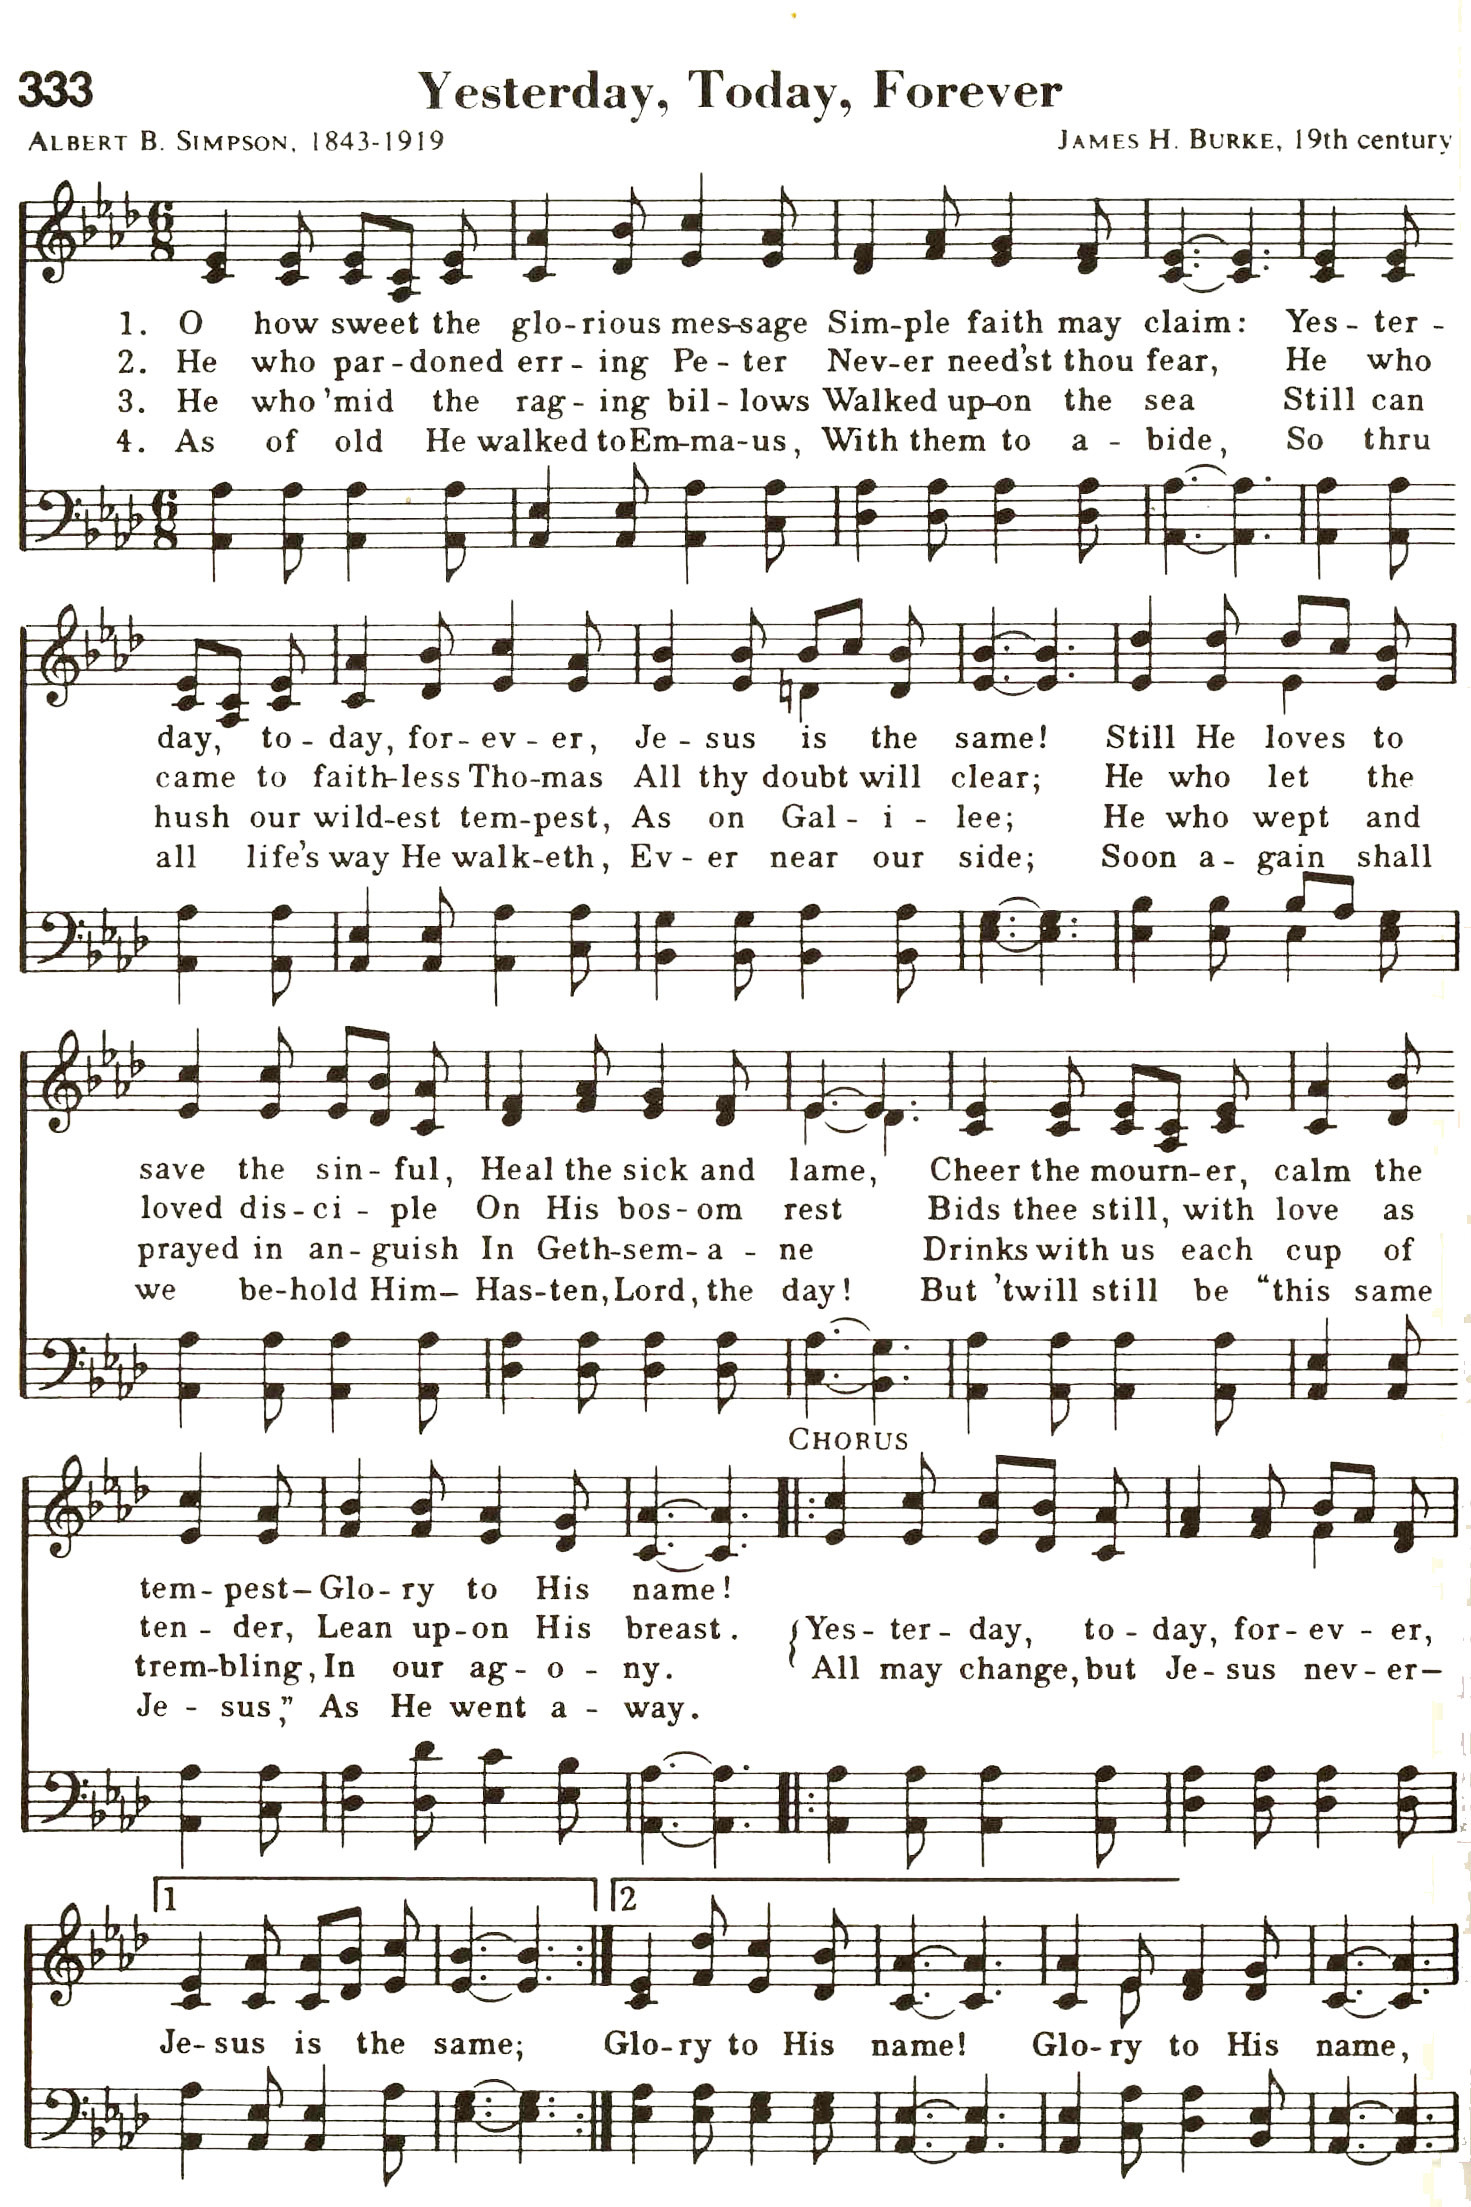 333
Yesterday, Today, Forever
ALBERT B. SIMPSON, 1843-1919
JAMES H. BURKE, 19th century
1. O how sweet the glo-rious mes-sage Sim-ple faith may claim: Yes-ter-
2. He who par-doned err-ing Pe-ter Nev-er need'st thou fear, He who
3. He who 'mid the rag-ing bil-lows Walked up-on the sea Still can
4. As of old He walked to Em-ma-us, With them to a-bide, So thru
day, to-day, for-ev-er, Je-sus is the same! Still He loves to
came to faith-less Tho-mas All thy doubt will clear; He who let the
hush our wild-est tem-pest, As on Gal-i-lee; He who wept and
all life's way He walk-eth, Ev-er near our side; Soon a-gain shall
save the sin-ful, Heal the sick and lame, Cheer the mourn-er, calm the
loved dis-ci-ple On His bos-om rest Bids thee still, with love as
prayed in an-guish In Geth-sem-a-ne Drinks with us each cup of
we be-hold Him— Has-ten, Lord, the day! But 'twill still be “this same
CHORUS
tem-pest—Glo-ry to His name!
ten-der, Lean up-on His breast. Yes-ter-day, to-day, for-ev-er,
trem-bling, In our ag-o-ny. All may change, but Je-sus nev-er—
Je-sus,” As He went a-way.
1 2
Je-sus is the same; Glo-ry to His name! Glo-ry to His name,